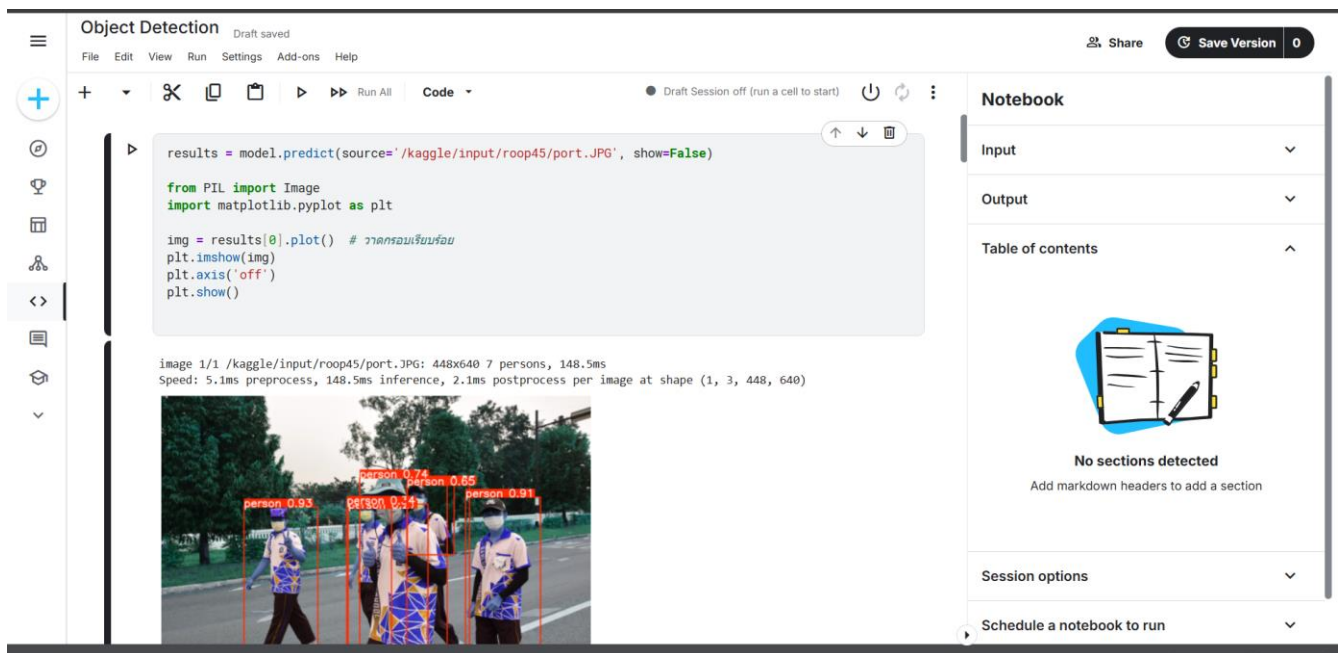 Object Detection Draft saved
File Edit View Run Settings Add-ons Help
Share
Save Version 0
Run All Code
Draft Session off (run a cell to start)
results = model.predict(source='/kaggle/input/roop45/port.JPG', show=False)
from PIL import Image
import matplotlib.pyplot as plt
img = results[0].plot() # วาดกรอบเรียบร้อย
plt.imshow(img)
plt.axis('off')
plt.show()
image 1/1 /kaggle/input/roop45/port.JPG: 448x640 7 persons, 148.5ms
Speed: 5.1ms preprocess, 148.5ms inference, 2.1ms postprocess per image at shape (1, 3, 448, 640)
person 0.74
person 0.65
person 0.93
person 0.91
Notebook
Input
Output
Table of contents
No sections detected
Add markdown headers to add a section
Session options
Schedule a notebook to run